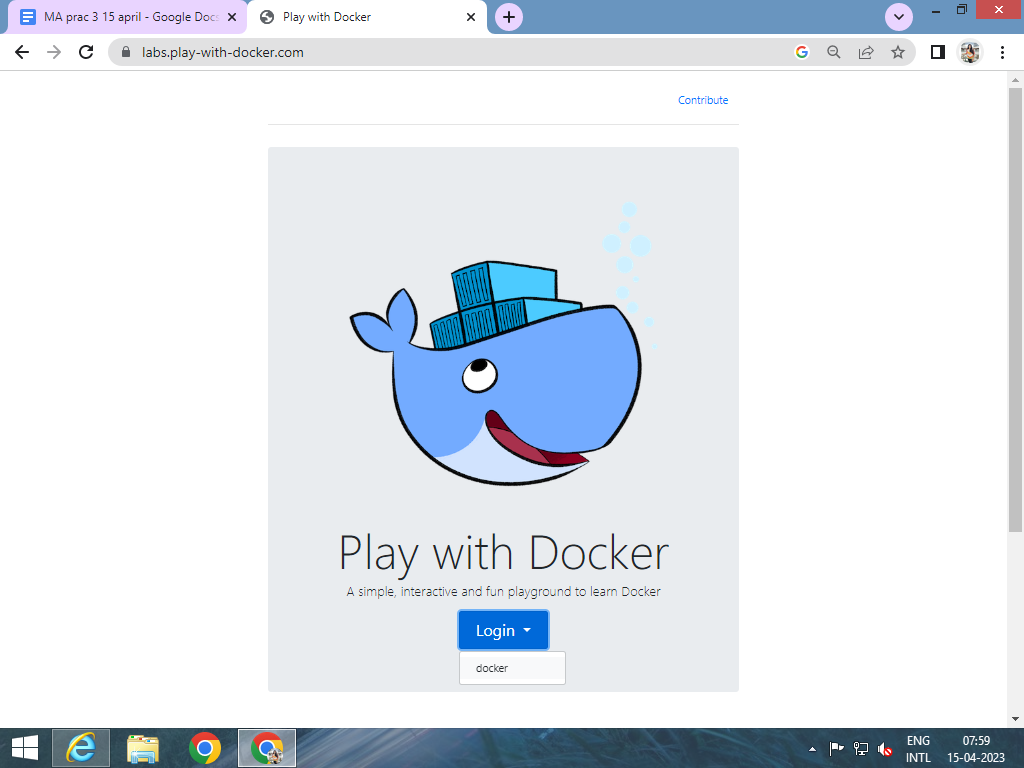 MA prac 3 15 april - Google Docs
Play with Docker
labs.play-with-docker.com
Contribute
Play with Docker
A simple, interactive and fun playground to learn Docker
Login
docker
ENG
INTL
07:59
15-04-2023